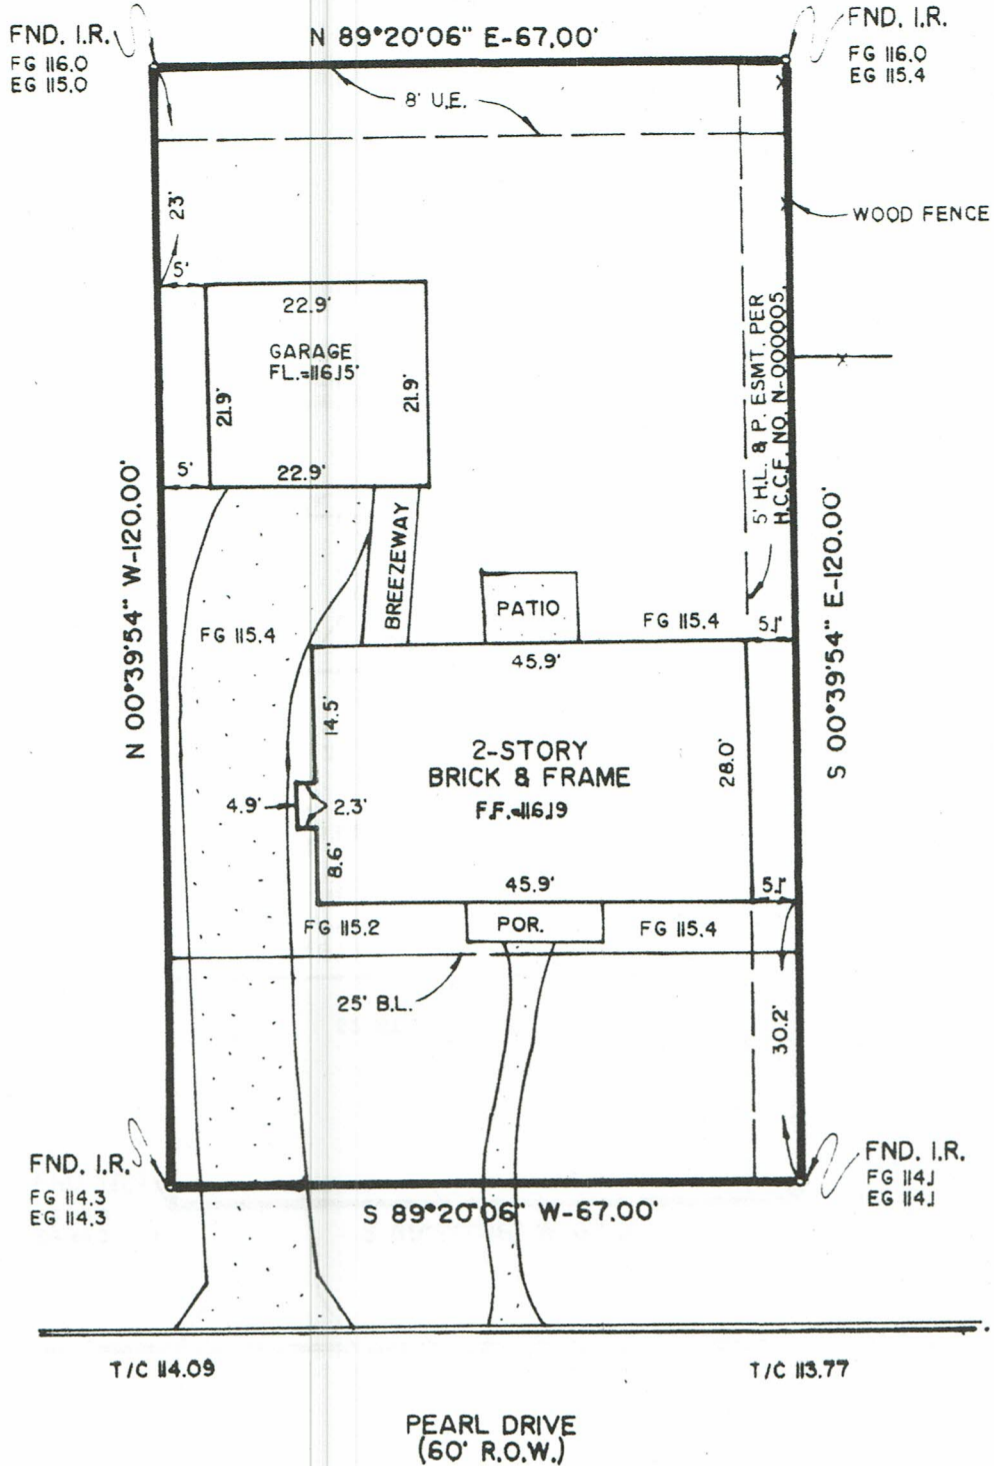 FND. I.R.
FG 116.0
EG 115.0
N 89°20'06" E-67.00'
FND. I.R.
FG 116.0
EG 115.4
8' U.E.
23'
WOOD FENCE
5'
22.9'
GARAGE
FL.=116.15'
21.9'
21.9'
5' H.L. & P. ESMT. PER
H.C.C.F. NO. N-000005.
5'
22.9'
N 00°39'54" W-120.00'
S 00°39'54" E-120.00'
BREEZEWAY
PATIO
FG 115.4
FG 115.4
5.1'
45.9'
14.5'
2-STORY
BRICK & FRAME
F.F.=116.19
28.0'
4.9'
2.3'
8.6'
45.9'
5.1'
FG 115.2
POR.
FG 115.4
25' B.L.
30.2'
FND. I.R.
FG 114.3
EG 114.3
FND. I.R.
FG 114.1
EG 114.1
S 89°20'06" W-67.00'
T/C 114.09
T/C 113.77
PEARL DRIVE
(60' R.O.W.)